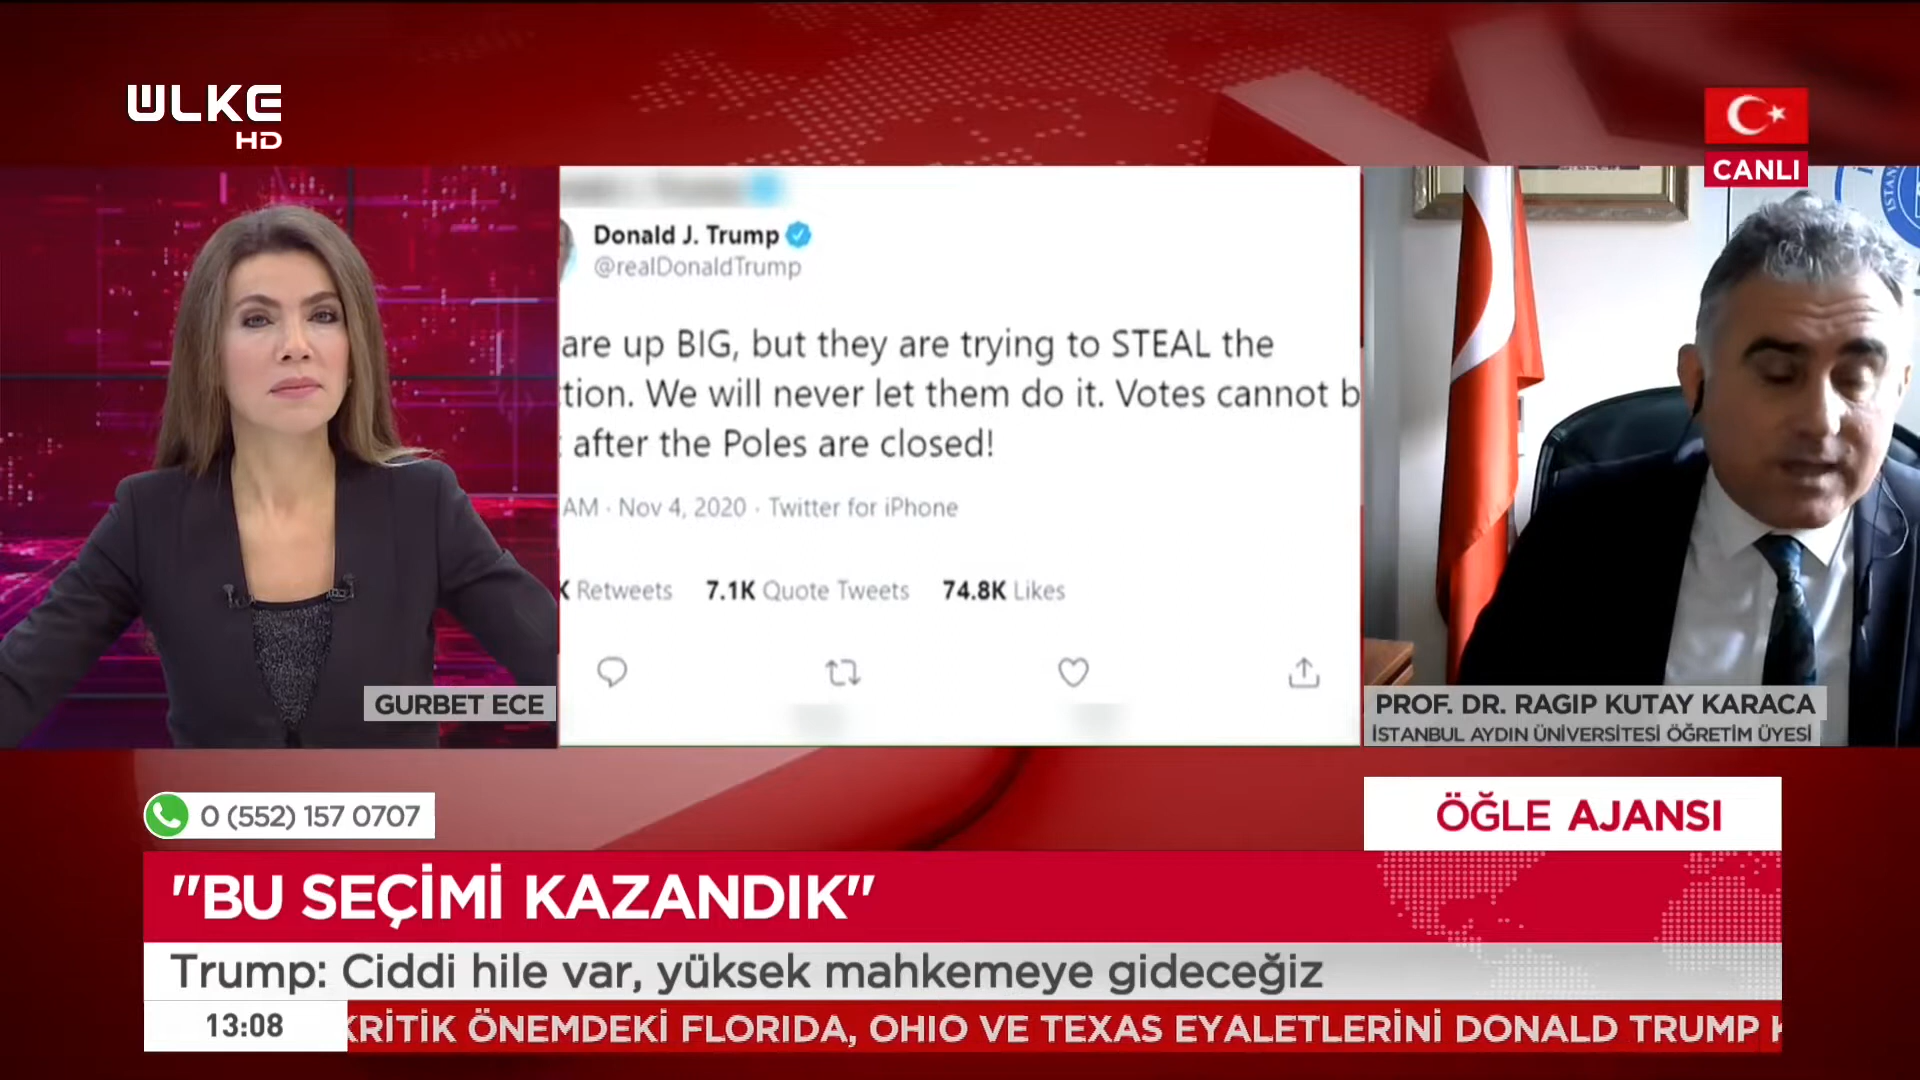 ÜLKE
HD
CANLI
Donald J. Trump
@realDonaldTrump
are up BIG, but they are trying to STEAL the
tion. We will never let them do it. Votes cannot b
after the Poles are closed!
AM · Nov 4, 2020 · Twitter for iPhone
K Retweets 7.1K Quote Tweets 74.8K Likes
GURBET ECE
PROF. DR. RAGIP KUTAY KARACA
İSTANBUL AYDIN ÜNİVERSİTESİ ÖĞRETİM ÜYESİ
0 (552) 157 0707
ÖĞLE AJANSI
"BU SEÇİMİ KAZANDIK"
Trump: Ciddi hile var, yüksek mahkemeye gideceğiz
13:08
KRİTİK ÖNEMDEKİ FLORIDA, OHIO VE TEXAS EYALETLERİNİ DONALD TRUMP K